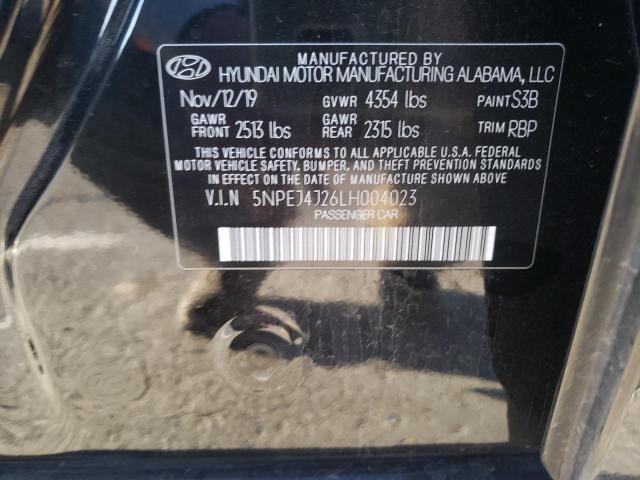 MANUFACTURED BY
HYUNDAI MOTOR MANUFACTURING ALABAMA, LLC
Nov/12/19 GVWR 4354 lbs PAINT S3B
GAWR FRONT 2513 lbs GAWR REAR 2315 lbs TRIM RBP
THIS VEHICLE CONFORMS TO ALL APPLICABLE U.S.A. FEDERAL
MOTOR VEHICLE SAFETY, BUMPER, AND THEFT PREVENTION STANDARDS
IN EFFECT ON THE DATE OF MANUFACTURE SHOWN ABOVE
V.I.N 5NPEJ4J26LH004023
PASSENGER CAR